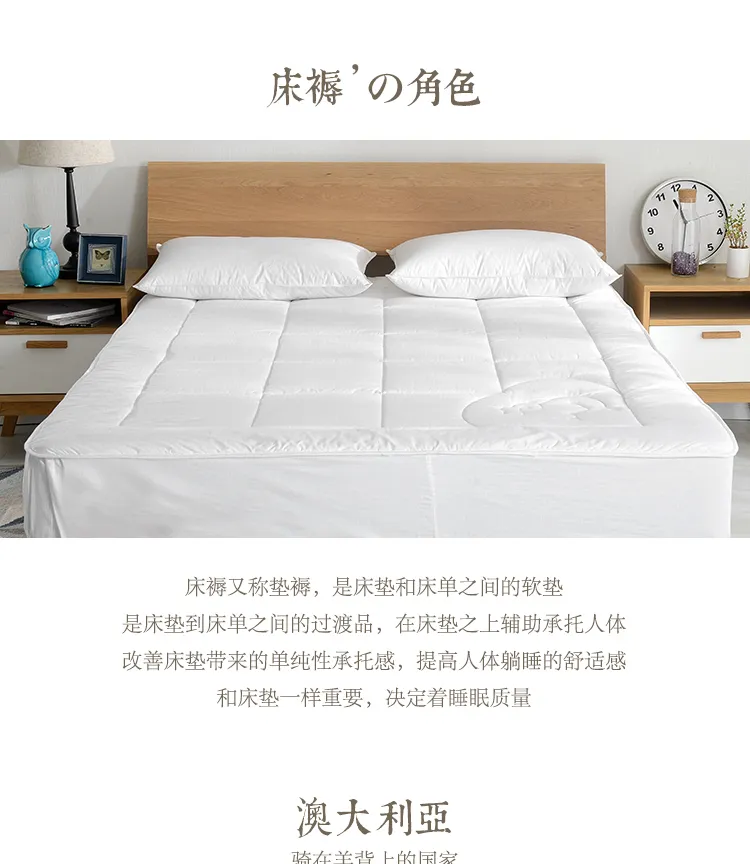 床褥’の角色
床褥又称垫褥，是床垫和床单之间的软垫
是床垫到床单之间的过渡品，在床垫之上辅助承托人体
改善床垫带来的单纯性承托感，提高人体躺睡的舒适感
和床垫一样重要，决定着睡眠质量
澳大利亞
骑在羊背上的国家